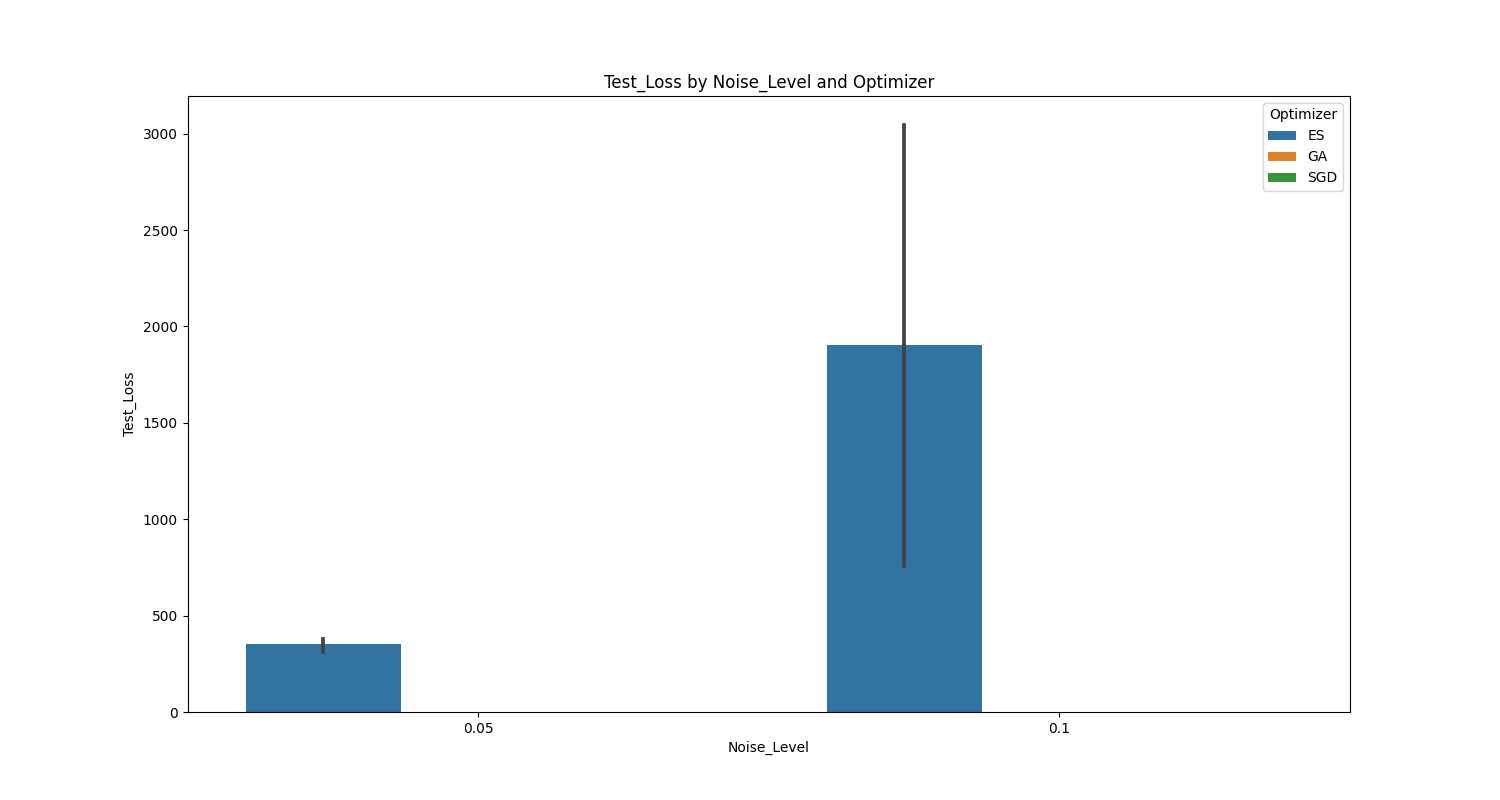 Test_Loss by Noise_Level and Optimizer
Optimizer
ES
GA
SGD
3000
2500
2000
1500
1000
500
0
Test_Loss
0.05
0.1
Noise_Level